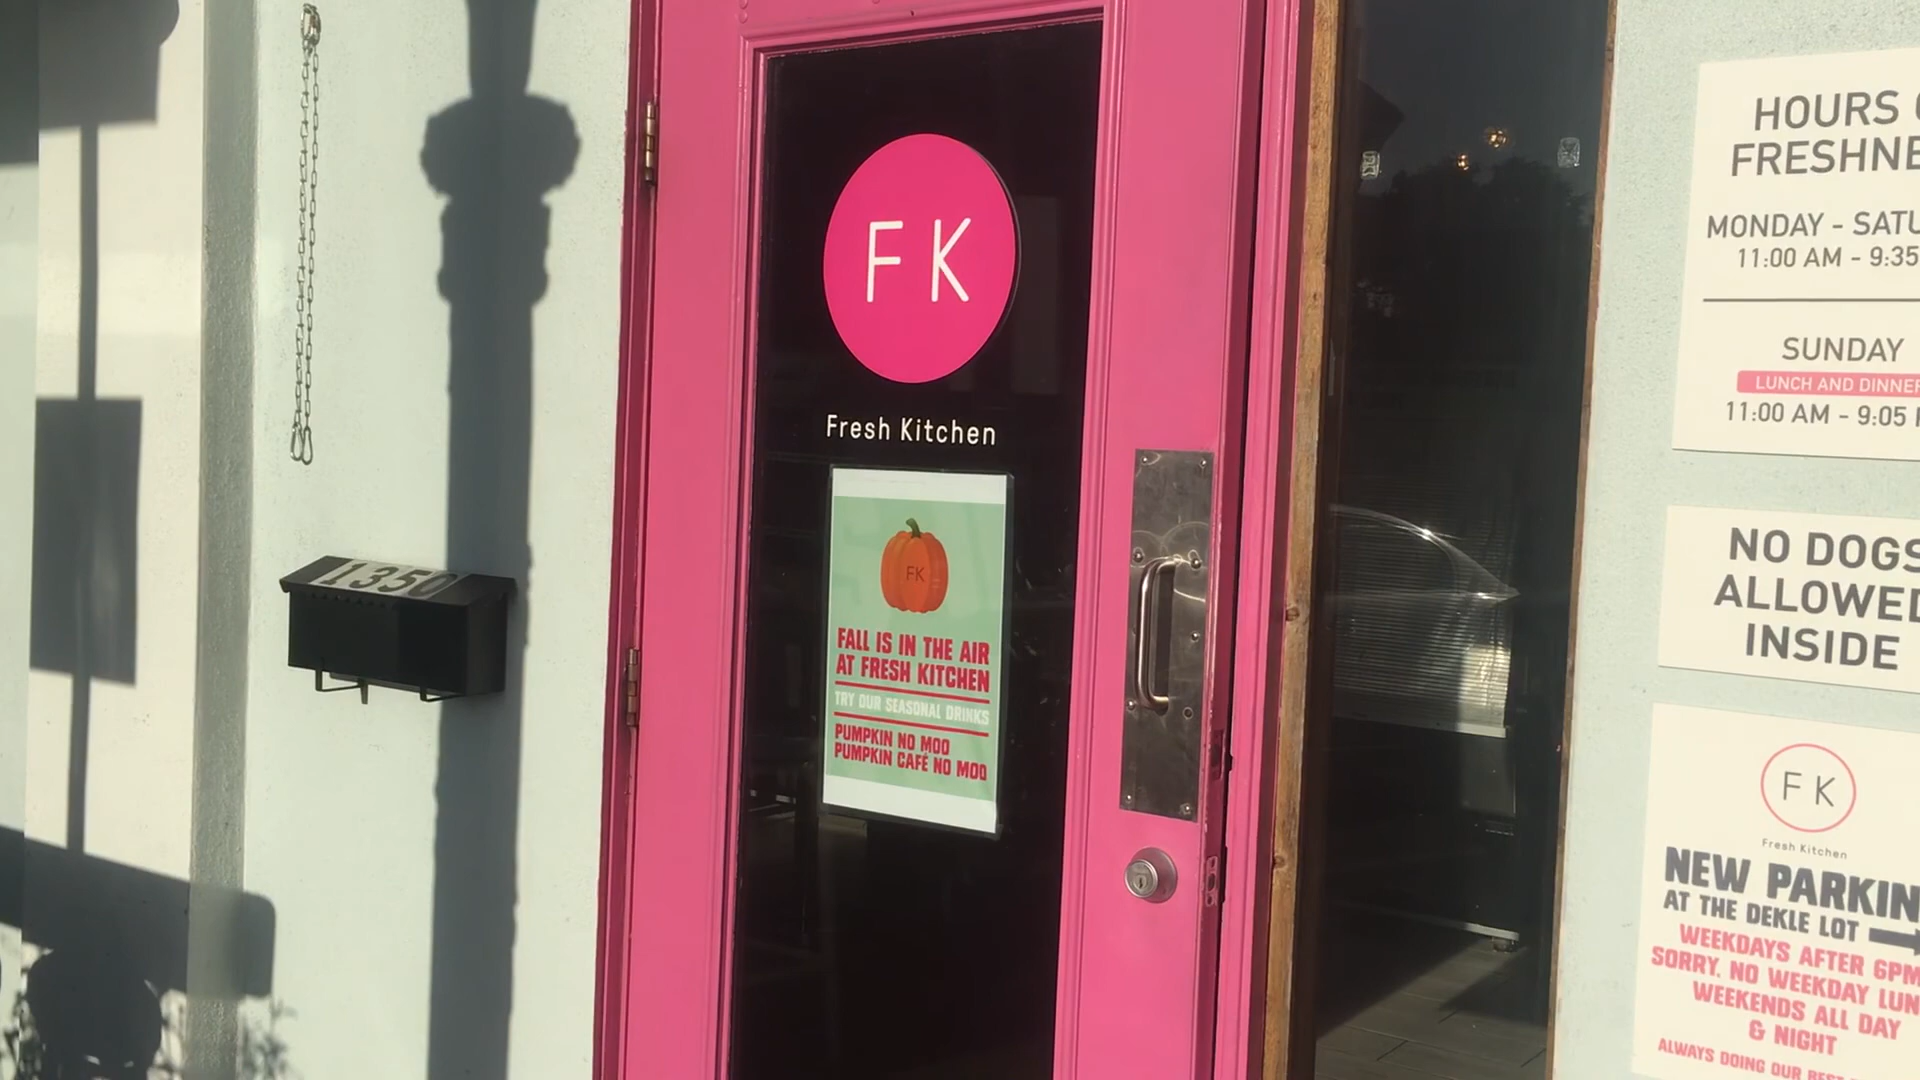 1350
FK
Fresh Kitchen
FK
FALL IS IN THE AIR
AT FRESH KITCHEN
TRY OUR SEASONAL DRINKS
PUMPKIN NO MOO
PUMPKIN CAFÉ NO MOO
HOURS
FRESHNE
MONDAY - SATU
11:00 AM - 9:35
SUNDAY
LUNCH AND DINNER
11:00 AM - 9:05
NO DOGS
ALLOWED
INSIDE
FK
Fresh Kitchen
NEW PARKIN
AT THE DEKLE LOT
WEEKDAYS AFTER 6PM
SORRY, NO WEEKDAY LUN
WEEKENDS ALL DAY
& NIGHT
ALWAYS DOING OUR BEST